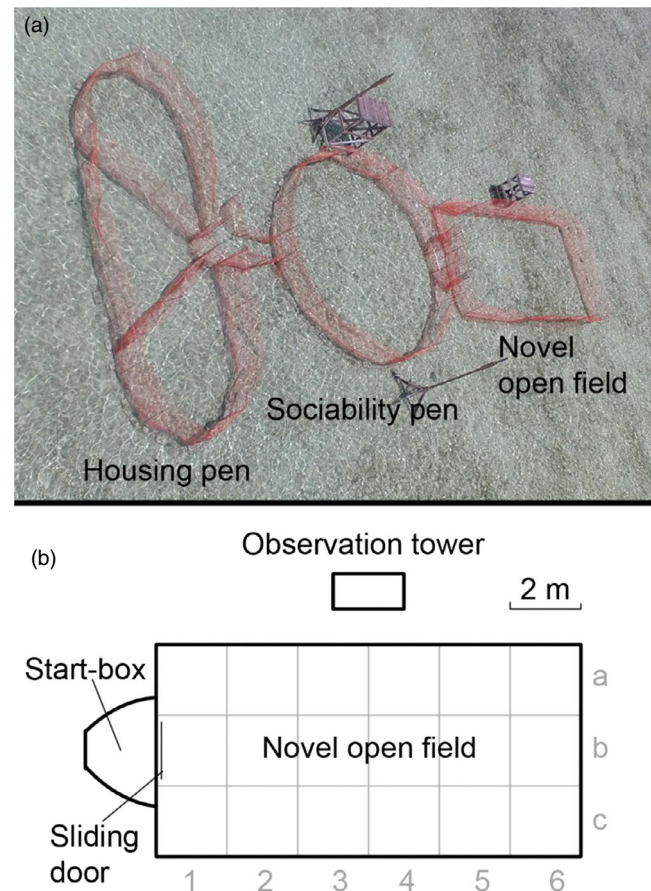 (a)
Novel
open field
Sociability pen
Housing pen
(b)
Observation tower
2 m
Start-box
a
Novel open field
b
Sliding
door
c
1 2 3 4 5 6